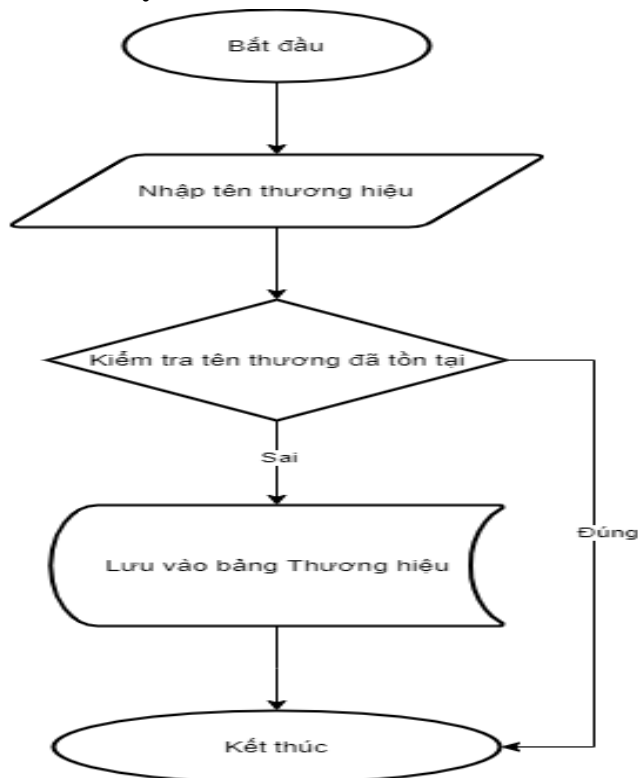 Bắt đầu
Nhập tên thương hiệu
Kiểm tra tên thương đã tồn tại
Sai
Đúng
Lưu vào bảng Thương hiệu
Kết thúc